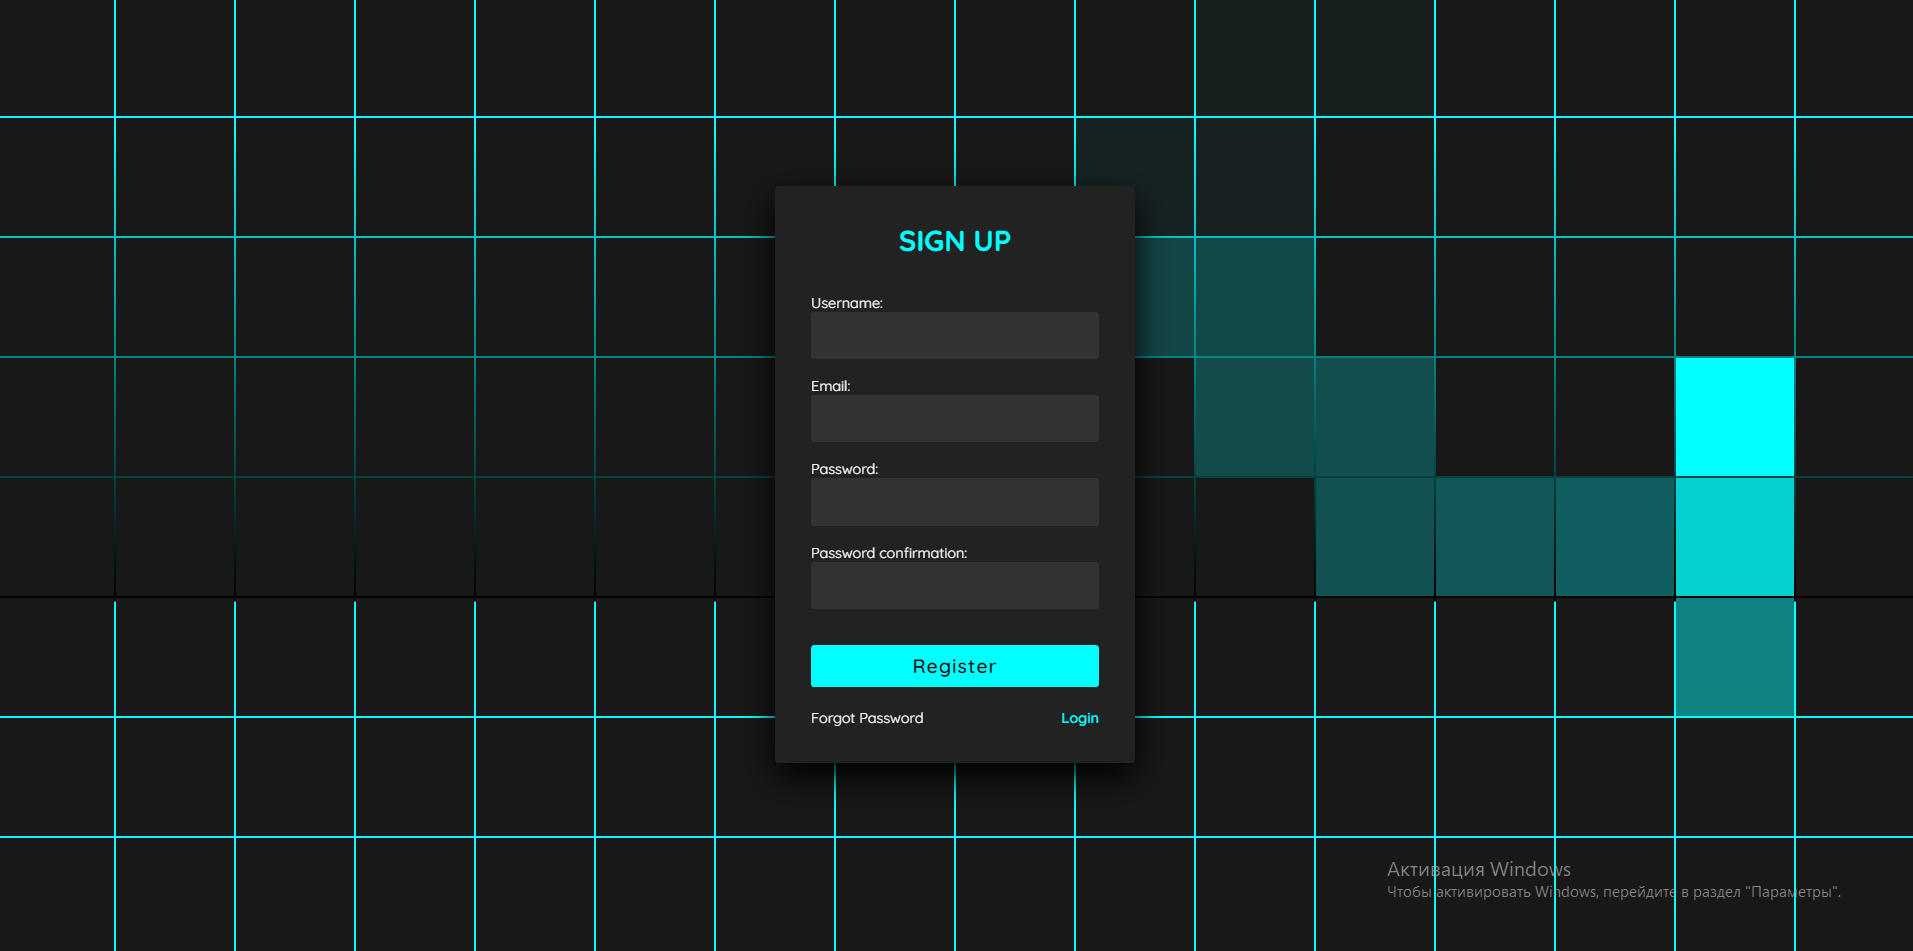 SIGN UP
Username:
Email:
Password:
Password confirmation:
Register
Forgot Password
Login
Активация Windows
Чтобы активировать Windows, перейдите в раздел "Параметры".